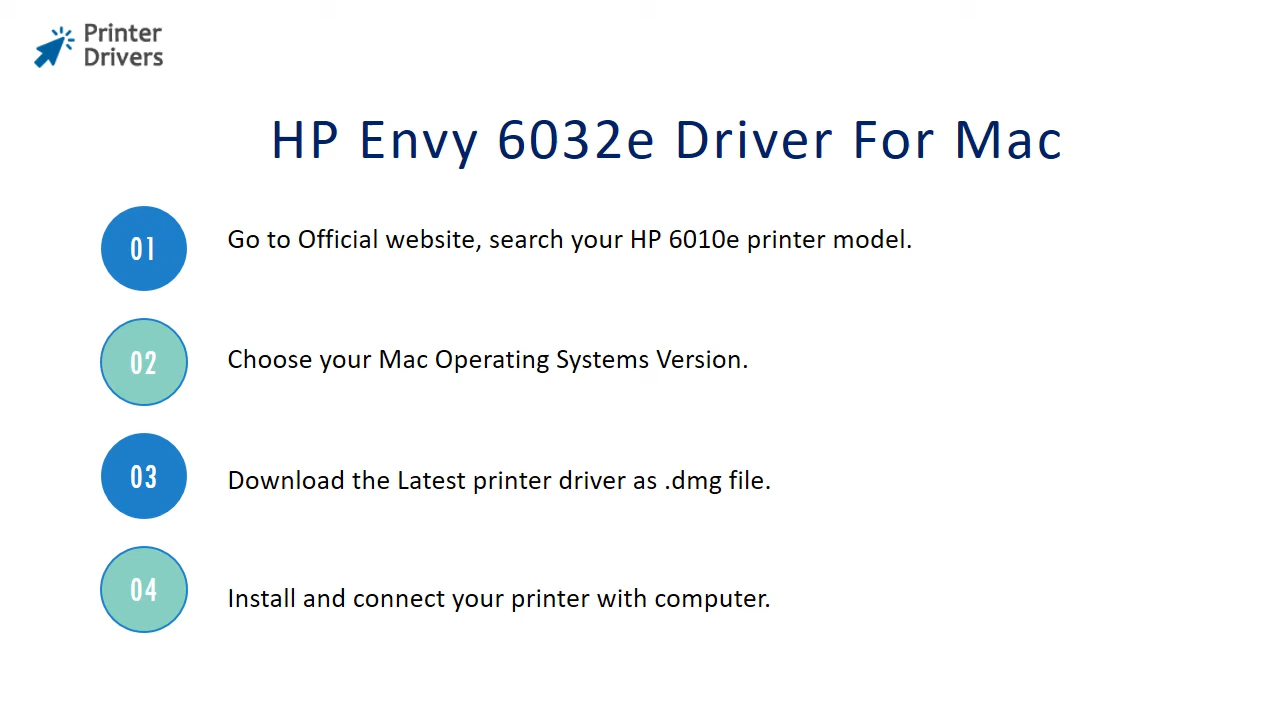 Printer
Drivers
HP Envy 6032e Driver For Mac
01
Go to Official website, search your HP 6010e printer model.
02
Choose your Mac Operating Systems Version.
03
Download the Latest printer driver as .dmg file.
04
Install and connect your printer with computer.